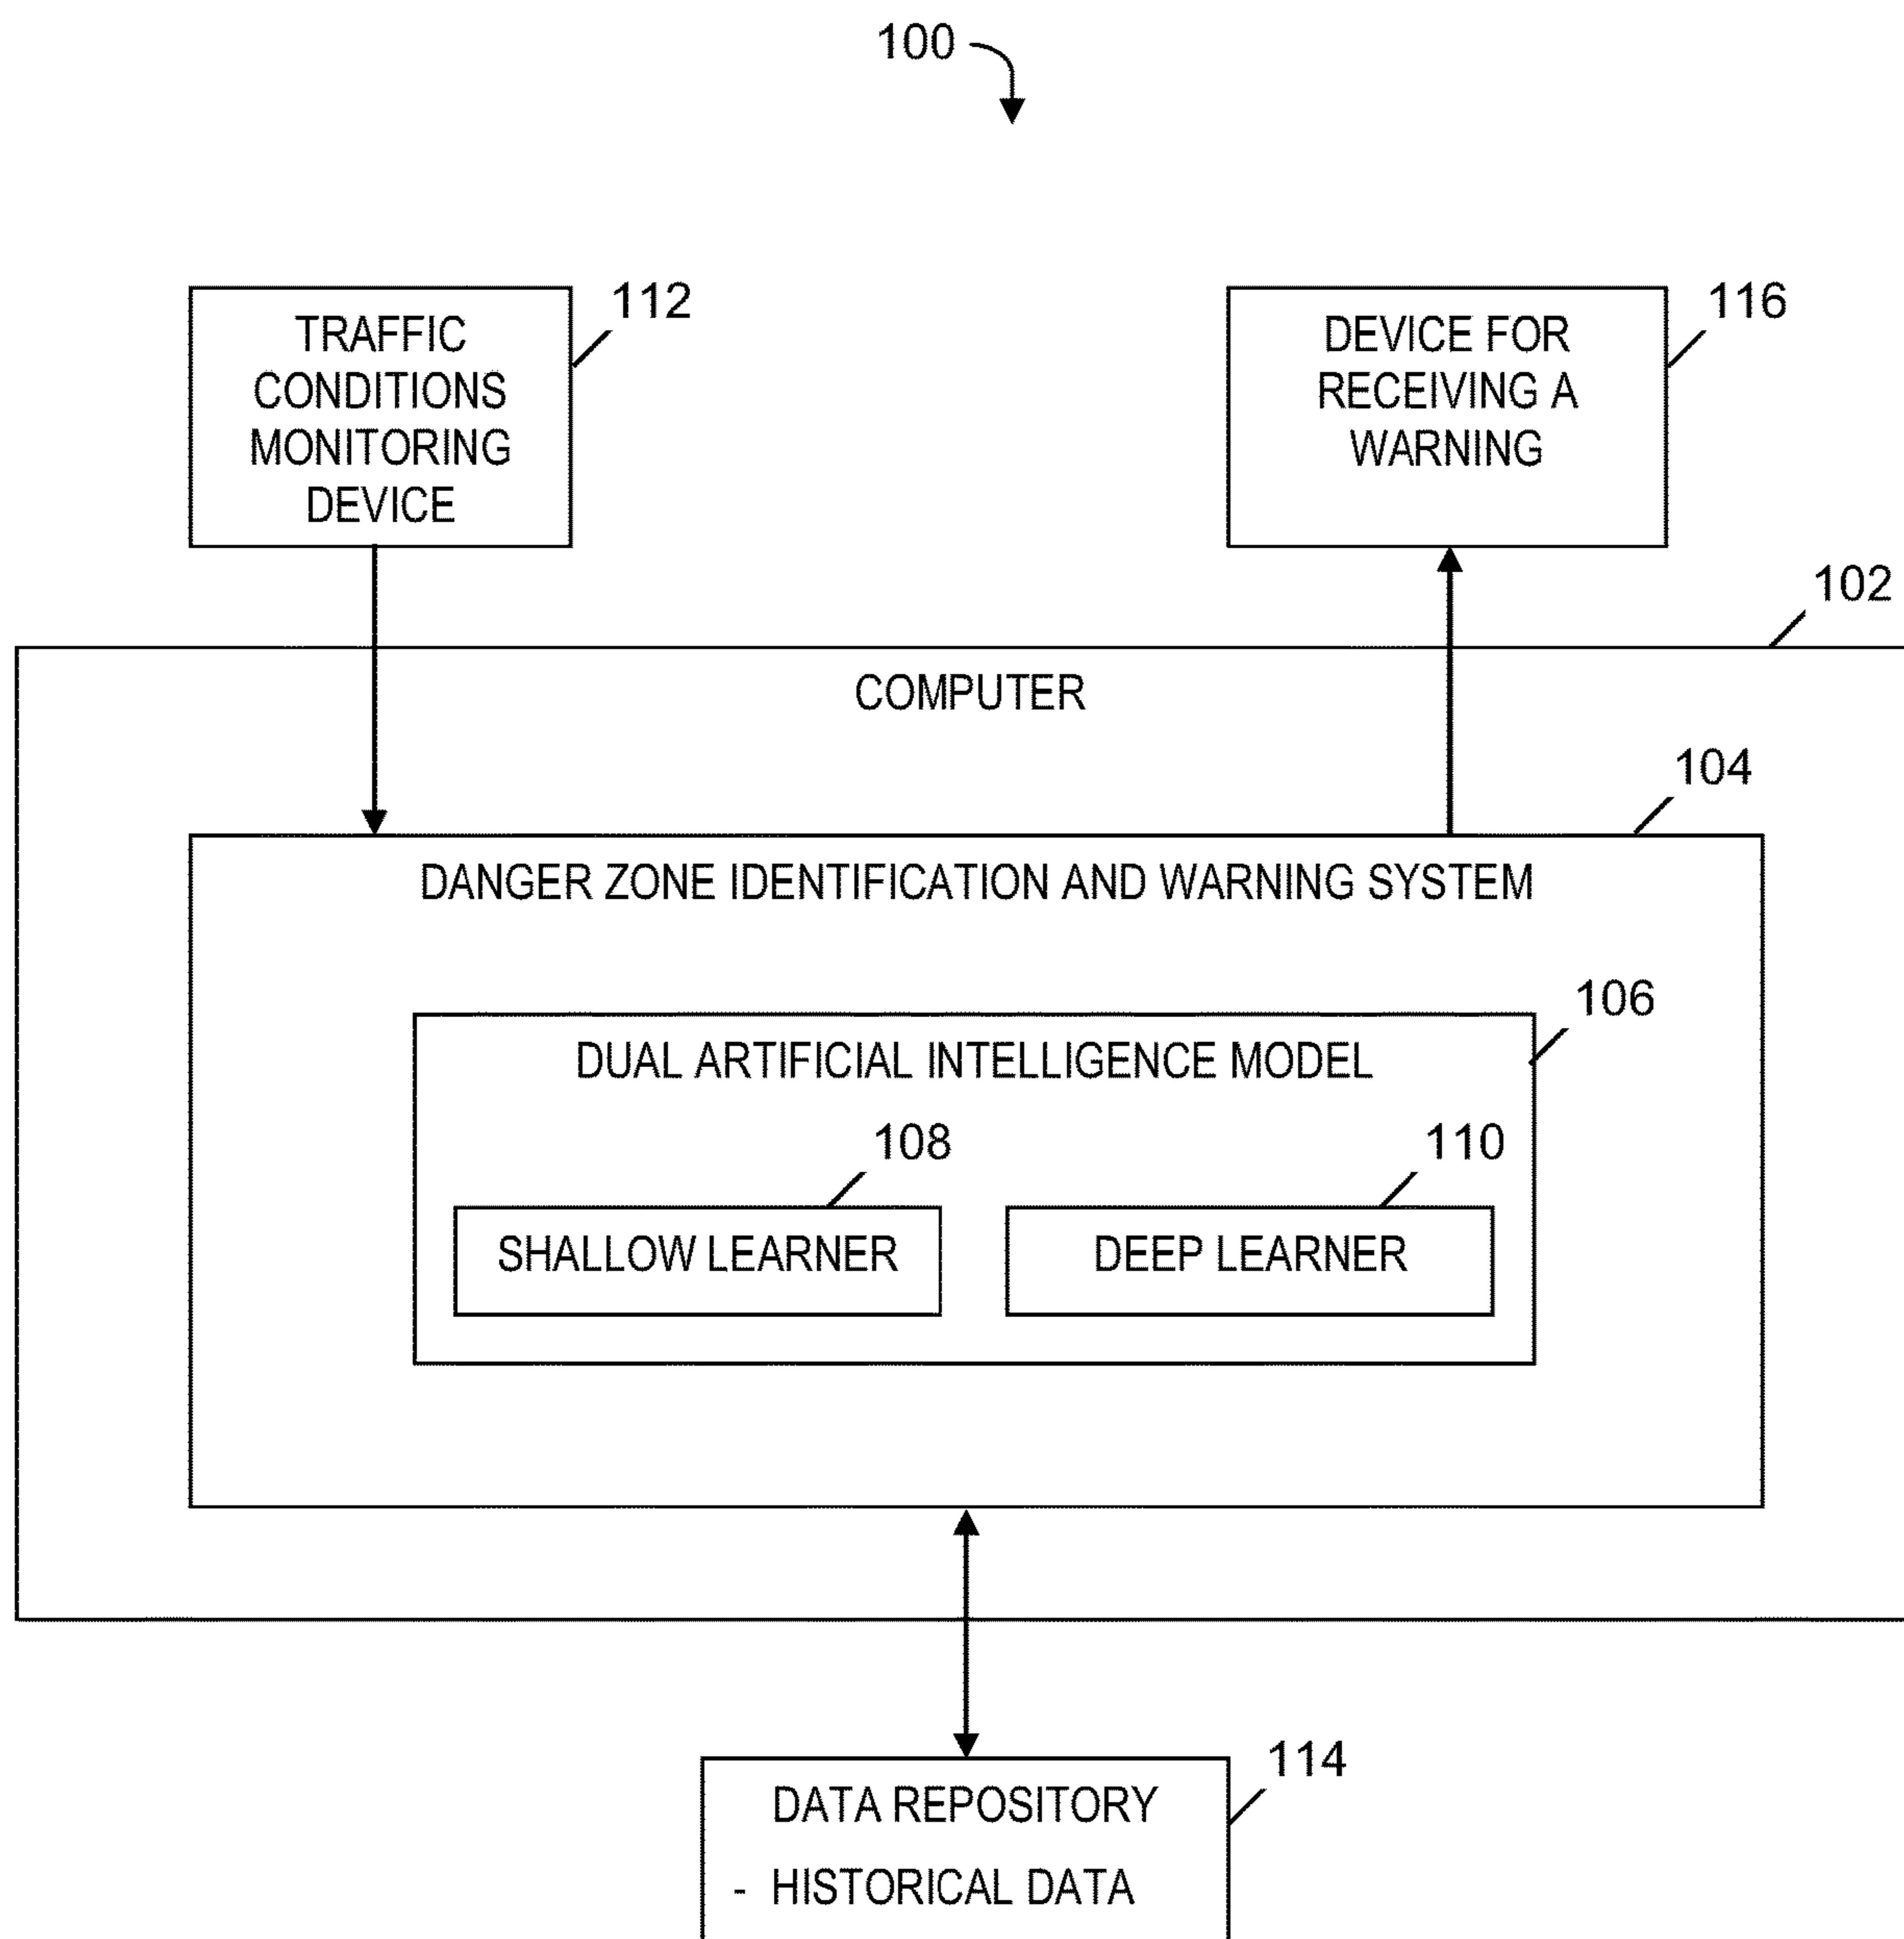 100
TRAFFIC
CONDITIONS
MONITORING
DEVICE
112
DEVICE FOR
RECEIVING A
WARNING
116
102
COMPUTER
104
DANGER ZONE IDENTIFICATION AND WARNING SYSTEM
106
DUAL ARTIFICIAL INTELLIGENCE MODEL
108
110
SHALLOW LEARNER
DEEP LEARNER
114
DATA REPOSITORY
- HISTORICAL DATA